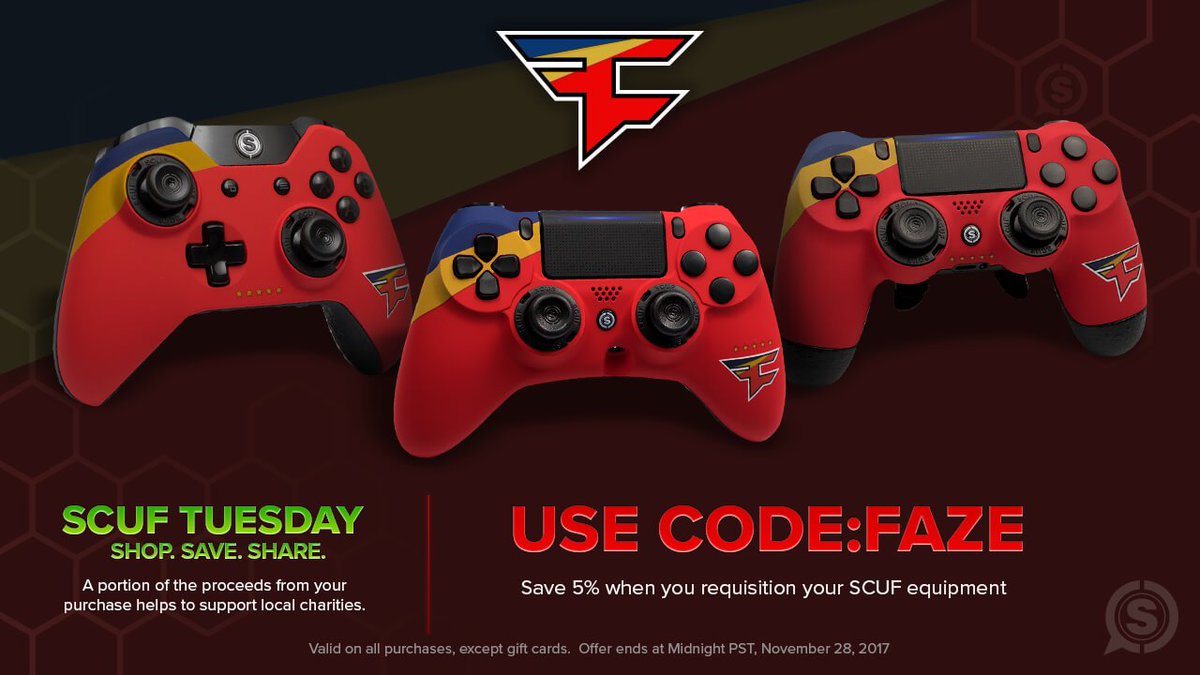 SCUF TUESDAY
SHOP. SAVE. SHARE.
A portion of the proceeds from your
purchase helps to support local charities.
USE CODE:FAZE
Save 5% when you requisition your SCUF equipment
Valid on all purchases, except gift cards. Offer ends at Midnight PST, November 28, 2017